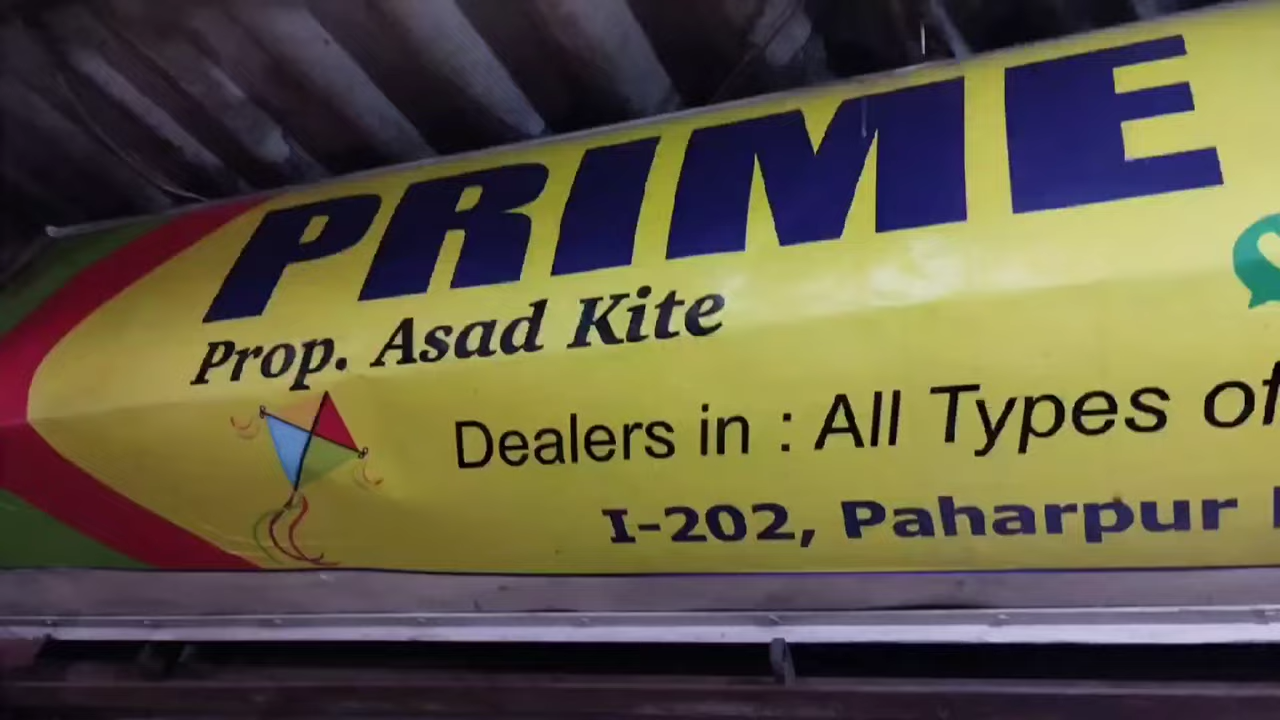 PRIME
Prop. Asad Kite
Dealers in : All Types of
I-202, Paharpur